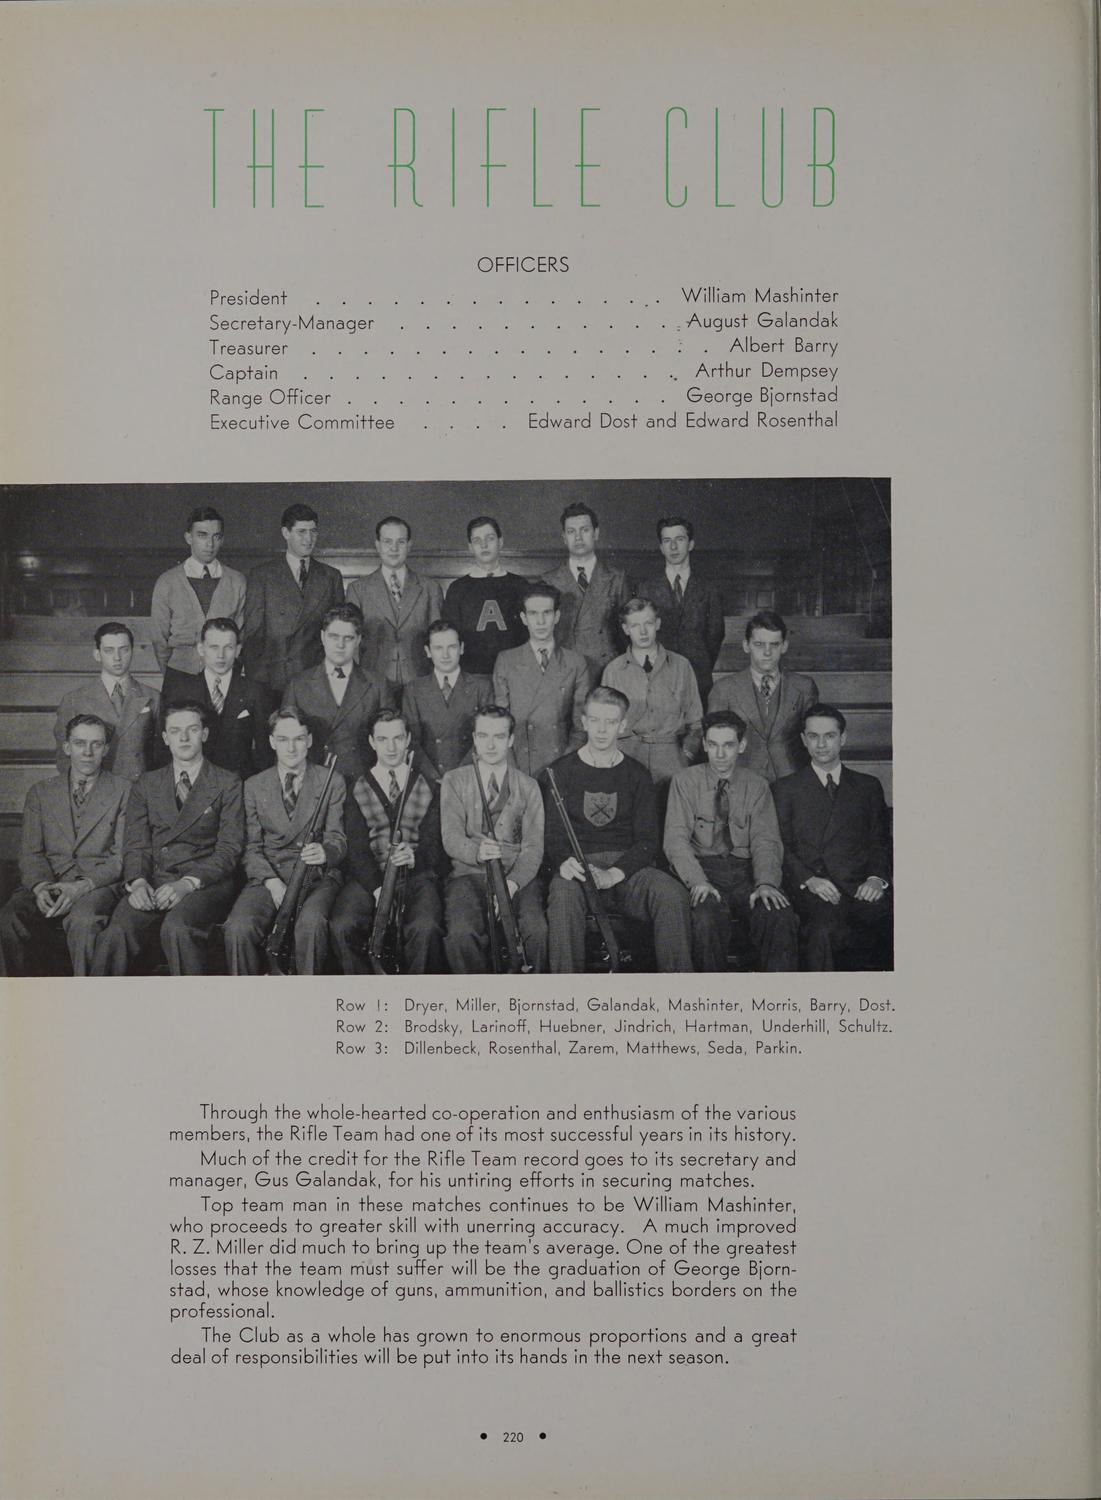 THE RIFLE CLUB
OFFICERS
President . . . . . . . . . . . . . . William Mashinter
Secretary-Manager . . . . . . . . . . . . August Galandak
Treasurer . . . . . . . . . . . . . . . . Albert Barry
Captain . . . . . . . . . . . . . . . Arthur Dempsey
Range Officer . . . . . . . . . . . . . George Bjornstad
Executive Committee . . . . Edward Dost and Edward Rosenthal
A
Row 1: Dryer, Miller, Bjornstad, Galandak, Mashinter, Morris, Barry, Dost.
Row 2: Brodsky, Larinoff, Huebner, Jindrich, Hartman, Underhill, Schultz.
Row 3: Dillenbeck, Rosenthal, Zarem, Matthews, Seda, Parkin.
Through the whole-hearted co-operation and enthusiasm of the various
members, the Rifle Team had one of its most successful years in its history.
Much of the credit for the Rifle Team record goes to its secretary and
manager, Gus Galandak, for his untiring efforts in securing matches.
Top team man in these matches continues to be William Mashinter,
who proceeds to greater skill with unerring accuracy. A much improved
R. Z. Miller did much to bring up the team's average. One of the greatest
losses that the team must suffer will be the graduation of George Bjorn-
stad, whose knowledge of guns, ammunition, and ballistics borders on the
professional.
The Club as a whole has grown to enormous proportions and a great
deal of responsibilities will be put into its hands in the next season.
• 220 •